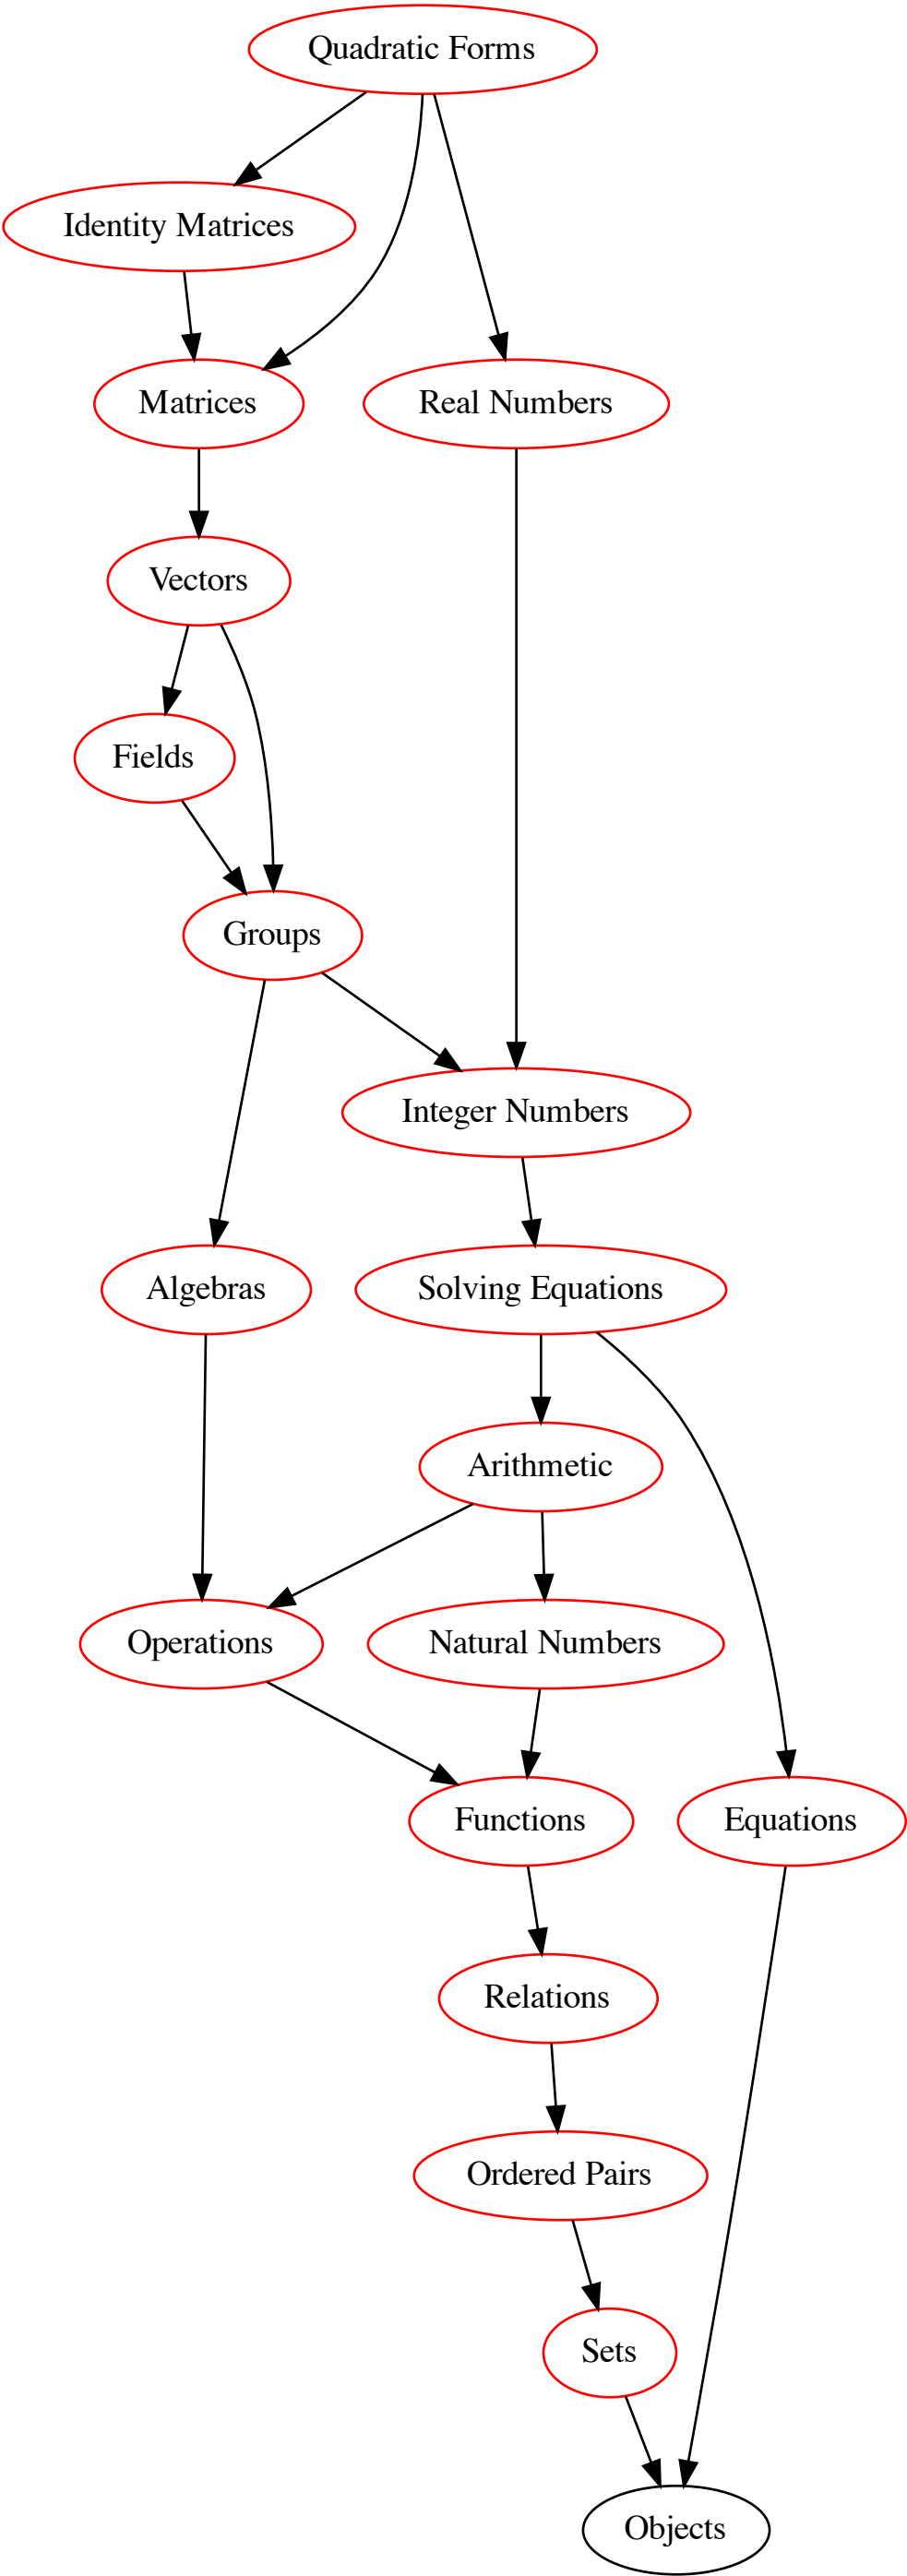 Quadratic Forms
Identity Matrices
Matrices
Real Numbers
Vectors
Fields
Groups
Integer Numbers
Algebras
Solving Equations
Arithmetic
Operations
Natural Numbers
Functions
Equations
Relations
Ordered Pairs
Sets
Objects